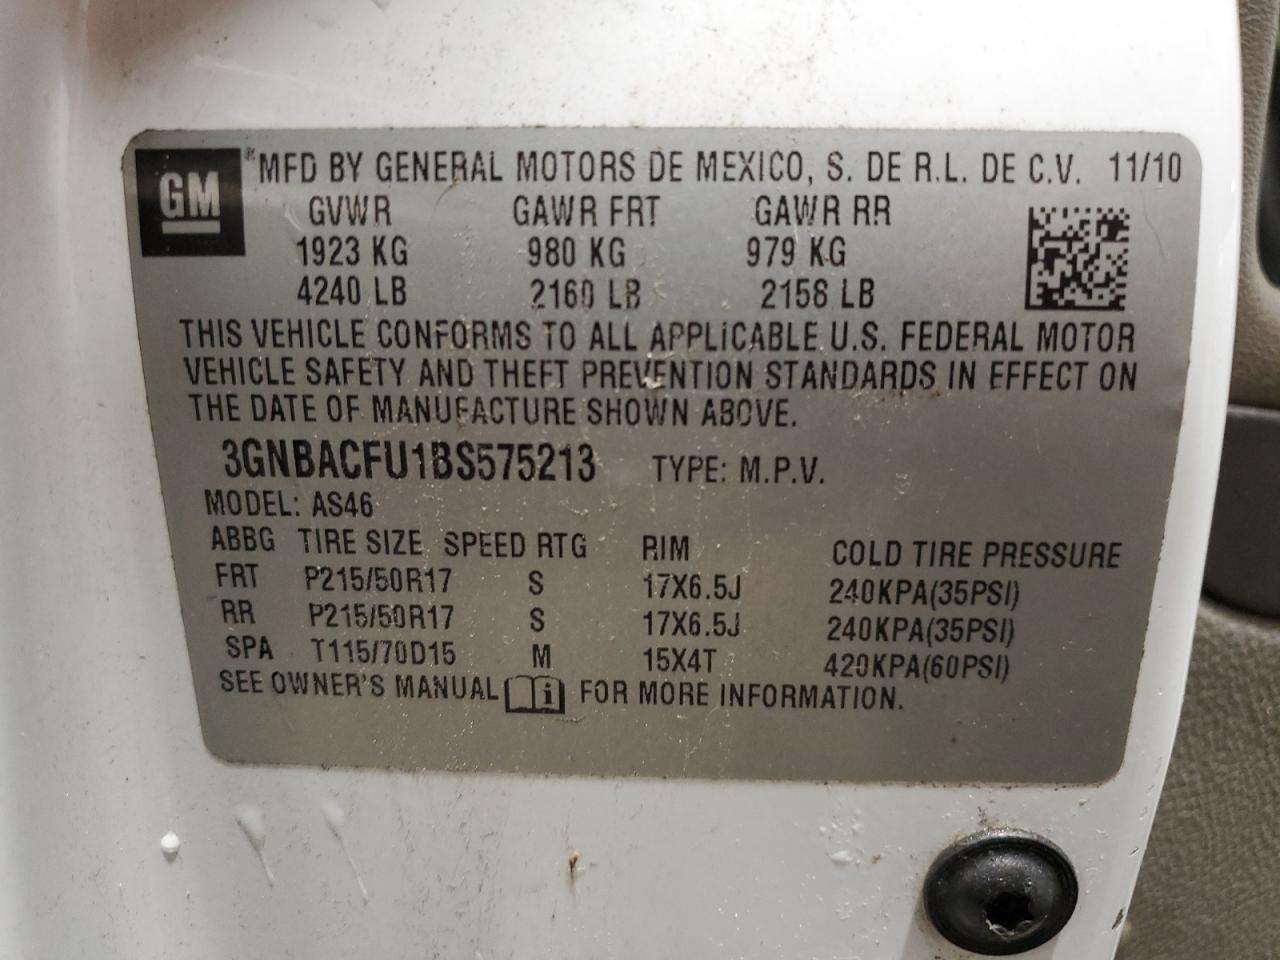 GM ® MFD BY GENERAL MOTORS DE MEXICO, S. DE R.L. DE C.V. 11/10
GVWR GAWR FRT GAWR RR
1923 KG 980 KG 979 KG
4240 LB 2160 LB 2158 LB
THIS VEHICLE CONFORMS TO ALL APPLICABLE U.S. FEDERAL MOTOR
VEHICLE SAFETY AND THEFT PREVENTION STANDARDS IN EFFECT ON
THE DATE OF MANUFACTURE SHOWN ABOVE.
3GNBACFU1BS575213 TYPE: M.P.V.
MODEL: AS46
ABBG TIRE SIZE SPEED RTG RIM COLD TIRE PRESSURE
FRT P215/50R17 S 17X6.5J 240KPA(35PSI)
RR P215/50R17 S 17X6.5J 240KPA(35PSI)
SPA T115/70D15 M 15X4T 420KPA(60PSI)
SEE OWNER'S MANUAL i FOR MORE INFORMATION.